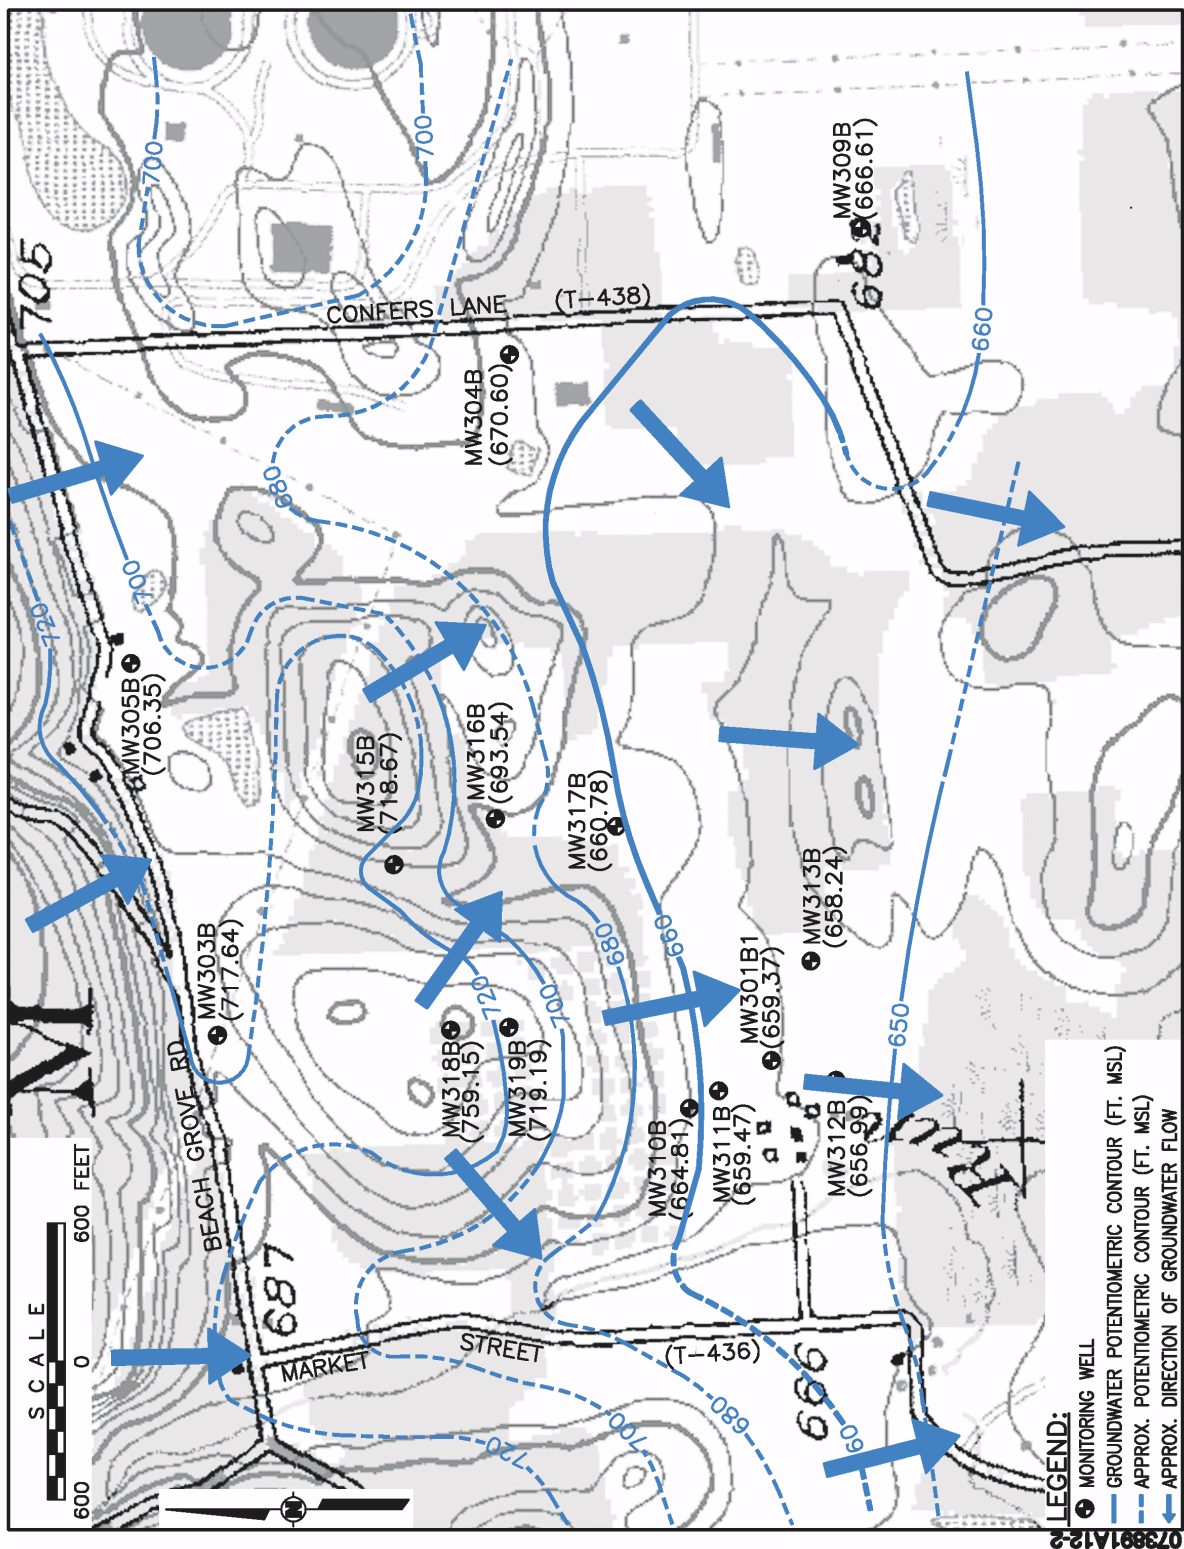 705
700
700
CONFERS LANE
(T-438)
MW309B
(666.61)
682
660
MW304B
(670.60)
680
700
720
MW305B
(706.35)
MW315B
(718.67)
MW316B
(693.54)
MW317B
(660.78)
MW313B
(658.24)
MW303B
(717.64)
720
700
680
660
650
MW301B1
(659.37)
MW318B
(759.15)
MW319B
(719.19)
MW310B
(664.81)
MW311B
(659.47)
MW312B
(656.99)
M
BEACH GROVE RD.
687
MARKET STREET
(T-436)
669
720
700
680
660
SCALE
600 0 600 FEET
N
LEGEND:
MONITORING WELL
GROUNDWATER POTENTIOMETRIC CONTOUR (FT. MSL)
APPROX. POTENTIOMETRIC CONTOUR (FT. MSL)
APPROX. DIRECTION OF GROUNDWATER FLOW
073891A12-2